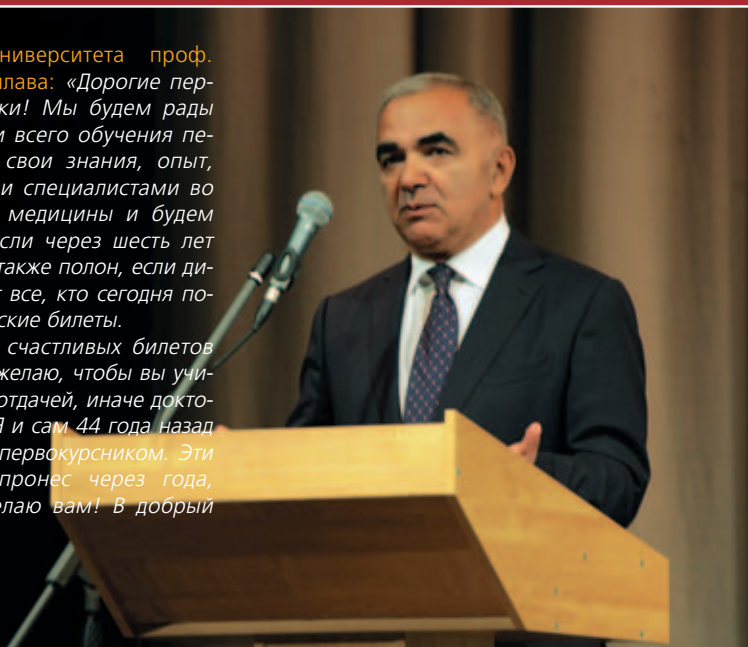 ниверситета проф.
лава: «Дорогие пер-
ки! Мы будем рады
и всего обучения пе-
свои знания, опыт,
и специалистами во
медицины и будем
сли через шесть лет
также полон, если ди-
все, кто сегодня по-
ские билеты.
счастливых билетов
желаю, чтобы вы учи-
отдачей, иначе докто-
Я и сам 44 года назад
первокурсником. Эти
пронес через года,
елаю вам! В добрый